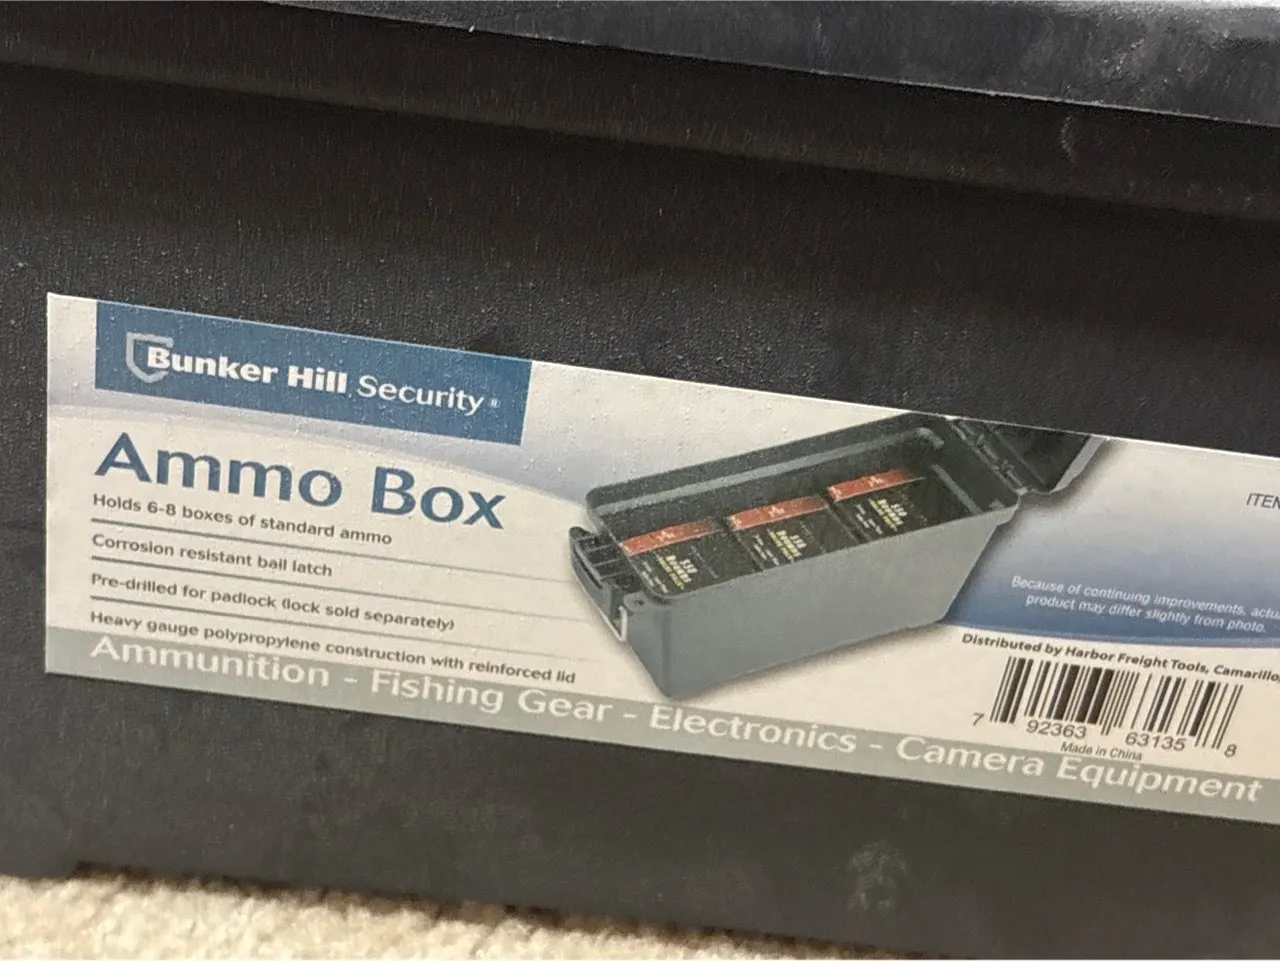 Bunker Hill Security®
Ammo Box
Holds 6-8 boxes of standard ammo
Corrosion resistant bail latch
Pre-drilled for padlock (lock sold separately)
Heavy gauge polypropylene construction with reinforced lid
Ammunition - Fishing Gear - Electronics - Camera Equipment
ITEM
Because of continuing improvements, actu
product may differ slightly from photo.
Distributed by Harbor Freight Tools, Camarillo,
7 92363 63135 8
Made in China